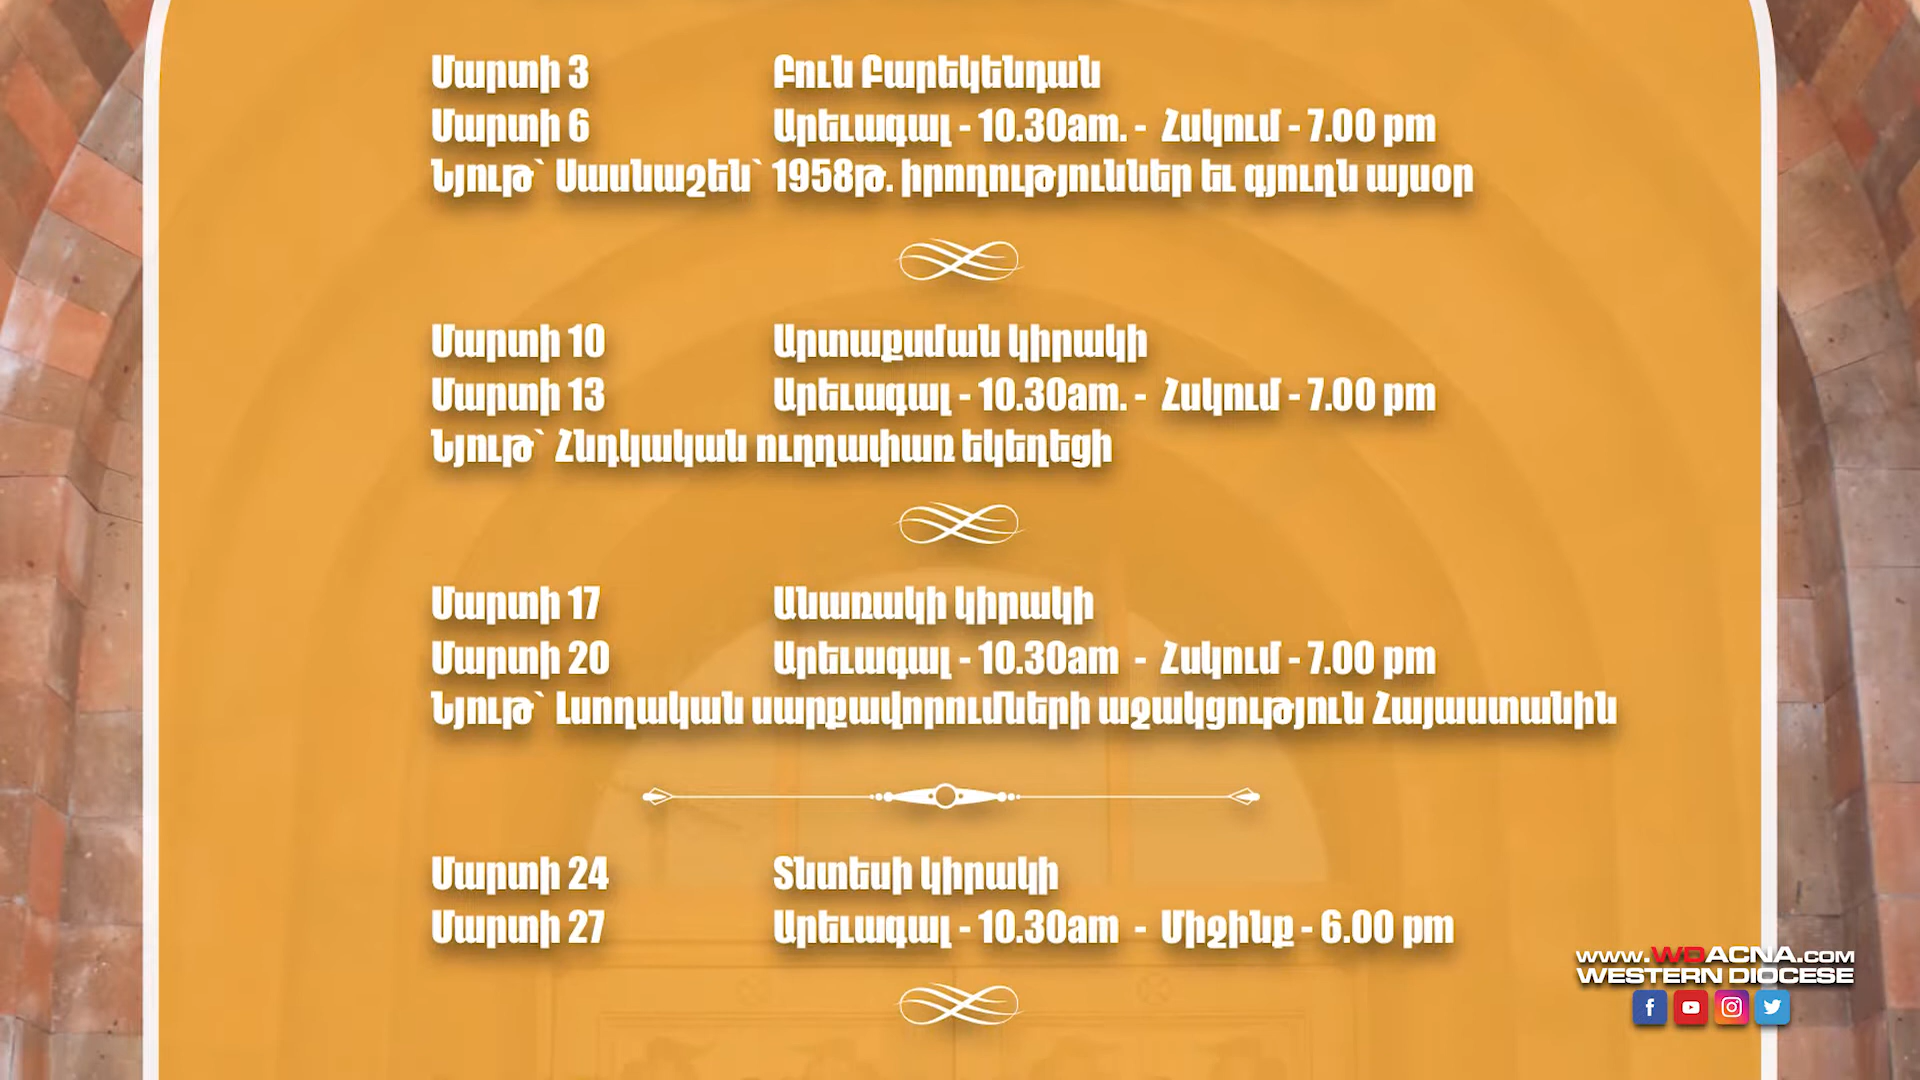 Մարտի 3 Բուն Բարեկենդան
Մարտի 6 Արեւագալ - 10.30am. - Հսկում - 7.00 pm
Նյութ՝ Սասնաշեն՝ 1958թ. իրողություններ եւ գյուղն այսօր
Մարտի 10 Արտաքսման կիրակի
Մարտի 13 Արեւագալ - 10.30am. - Հսկում - 7.00 pm
Նյութ՝ Հնդկական ուղղափառ եկեղեցի
Մարտի 17 Անառակի կիրակի
Մարտի 20 Արեւագալ - 10.30am - Հսկում - 7.00 pm
Նյութ՝ Լսողական սարքավորումների աջակցություն Հայաստանին
Մարտի 24 Տնտեսի կիրակի
Մարտի 27 Արեւագալ - 10.30am - Միջինք - 6.00 pm
www.WDACNA.com
WESTERN DIOCESE